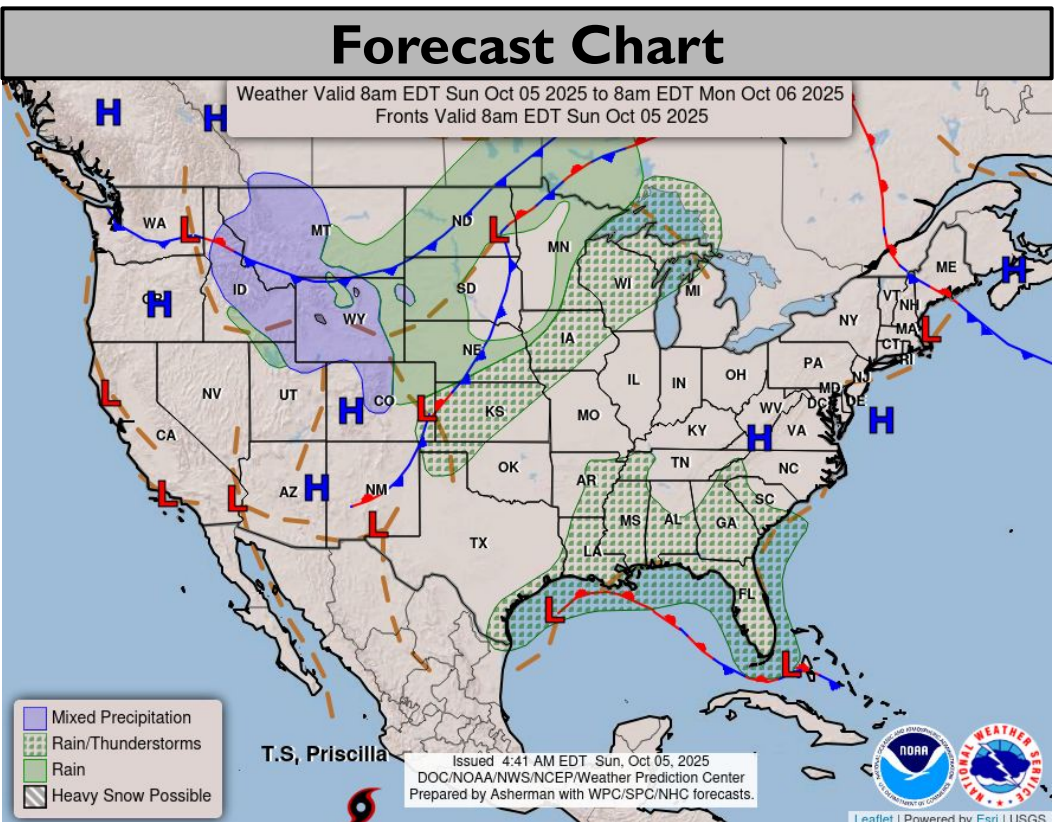 Forecast Chart
Weather Valid 8am EDT Sun Oct 05 2025 to 8am EDT Mon Oct 06 2025
Fronts Valid 8am EDT Sun Oct 05 2025
H
H
WA
L
MT
ND
L
MN
ME
H
OR
H
ID
WY
SD
WI
MI
VT
NH
NY
MA
L
CT
RI
NE
IA
PA
NJ
NV
UT
CO
H
IL
IN
OH
MD
DE
DC
L
L
KS
MO
WV
VA
H
H
CA
KY
OK
TN
NC
AZ
H
NM
L
L
L
AR
SC
MS
AL
GA
TX
LA
L
FL
L
Mixed Precipitation
Rain/Thunderstorms
Rain
Heavy Snow Possible
T.S, Priscilla
Issued 4:41 AM EDT Sun, Oct 05, 2025
DOC/NOAA/NWS/NCEP/Weather Prediction Center
Prepared by Asherman with WPC/SPC/NHC forecasts.
NOAA
NATIONAL WEATHER SERVICE
Leaflet | Powered by Esri | USGS